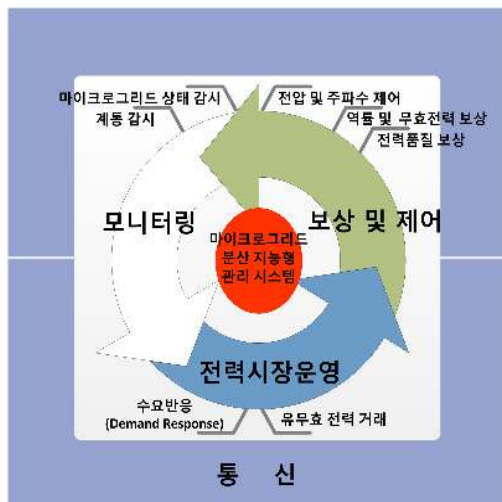 마이크로그리드 상태 감시
계통 감시
전압 및 주파수 제어
역률 및 무효전력 보상
전력품질 보상
모니터링
보상 및 제어
마이크로그리드
분산 지능형
관리 시스템
전력시장운영
수요반응
(Demand Response)
유무효 전력 거래
통 신